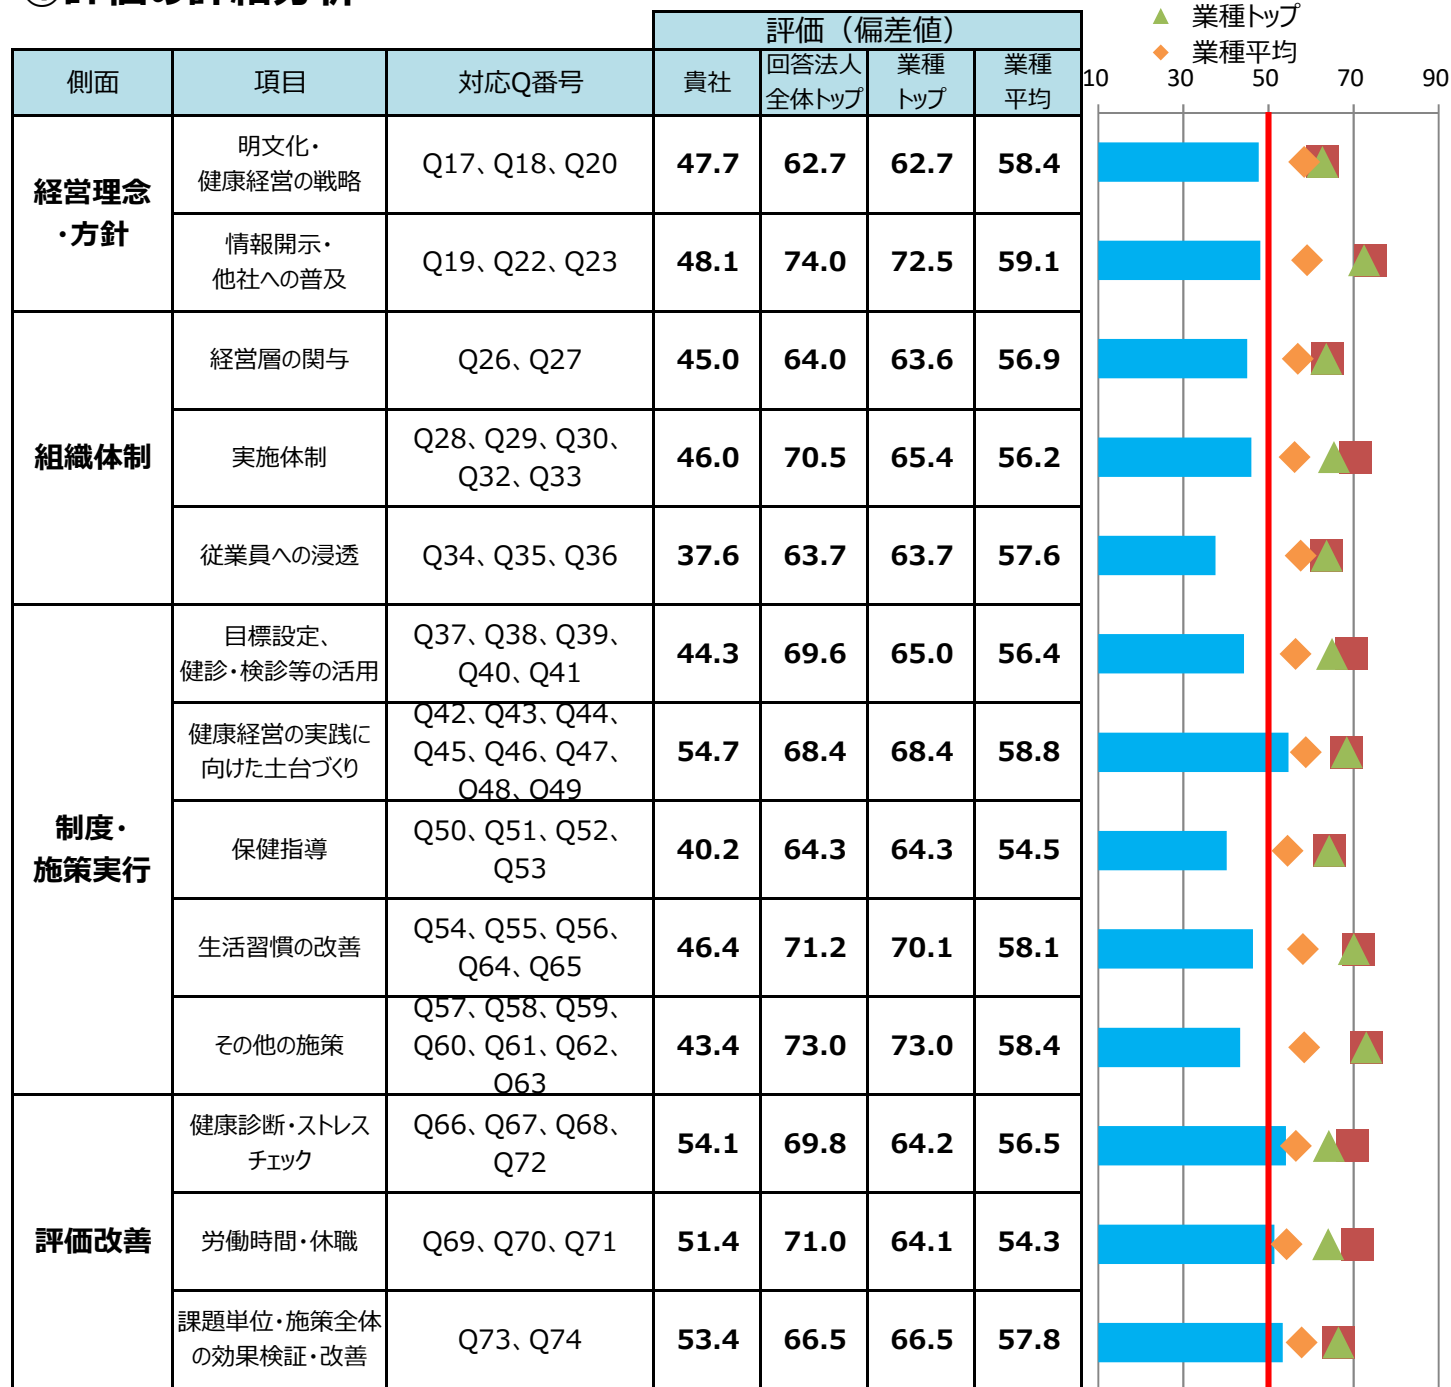 評価（偏差値）
▲ 業種トップ
◆ 業種平均
側面 項目 対応Q番号 貴社 回答法人 業種 業種
全体トップ トップ 平均
10 30 50 70 90
経営理念
・方針
明文化・
健康経営の戦略
Q17、Q18、Q20 47.7 62.7 62.7 58.4
情報開示・
他社への普及
Q19、Q22、Q23 48.1 74.0 72.5 59.1
組織体制
経営層の関与 Q26、Q27 45.0 64.0 63.6 56.9
実施体制
Q28、Q29、Q30、
Q32、Q33
46.0 70.5 65.4 56.2
従業員への浸透 Q34、Q35、Q36 37.6 63.7 63.7 57.6
制度・
施策実行
目標設定、
健診・検診等の活用
Q37、Q38、Q39、
Q40、Q41
44.3 69.6 65.0 56.4
健康経営の実践に
向けた土台づくり
Q42、Q43、Q44、
Q45、Q46、Q47、
Q48、Q49
54.7 68.4 68.4 58.8
保健指導
Q50、Q51、Q52、
Q53
40.2 64.3 64.3 54.5
生活習慣の改善
Q54、Q55、Q56、
Q64、Q65
46.4 71.2 70.1 58.1
その他の施策
Q57、Q58、Q59、
Q60、Q61、Q62、
Q63
43.4 73.0 73.0 58.4
評価改善
健康診断・ストレス
チェック
Q66、Q67、Q68、
Q72
54.1 69.8 64.2 56.5
労働時間・休職 Q69、Q70、Q71 51.4 71.0 64.1 54.3
課題単位・施策全体
の効果検証・改善
Q73、Q74 53.4 66.5 66.5 57.8